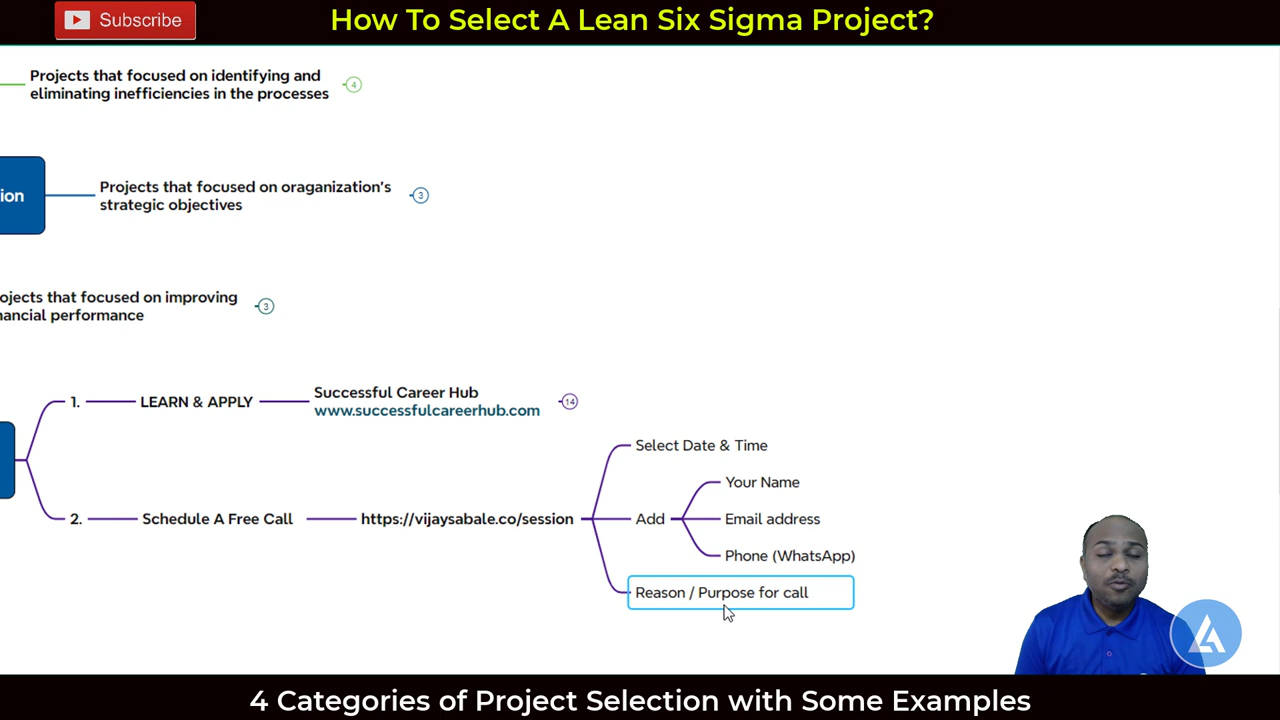 Subscribe
How To Select A Lean Six Sigma Project?
Projects that focused on identifying and
eliminating inefficiencies in the processes
4
ion
Projects that focused on oraganization's
strategic objectives
3
ojects that focused on improving
nancial performance
3
1.
LEARN & APPLY
Successful Career Hub
www.successfulcareerhub.com
14
2.
Schedule A Free Call
https://vijaysabale.co/session
Select Date & Time
Add
Your Name
Email address
Phone (WhatsApp)
Reason / Purpose for call
4 Categories of Project Selection with Some Examples